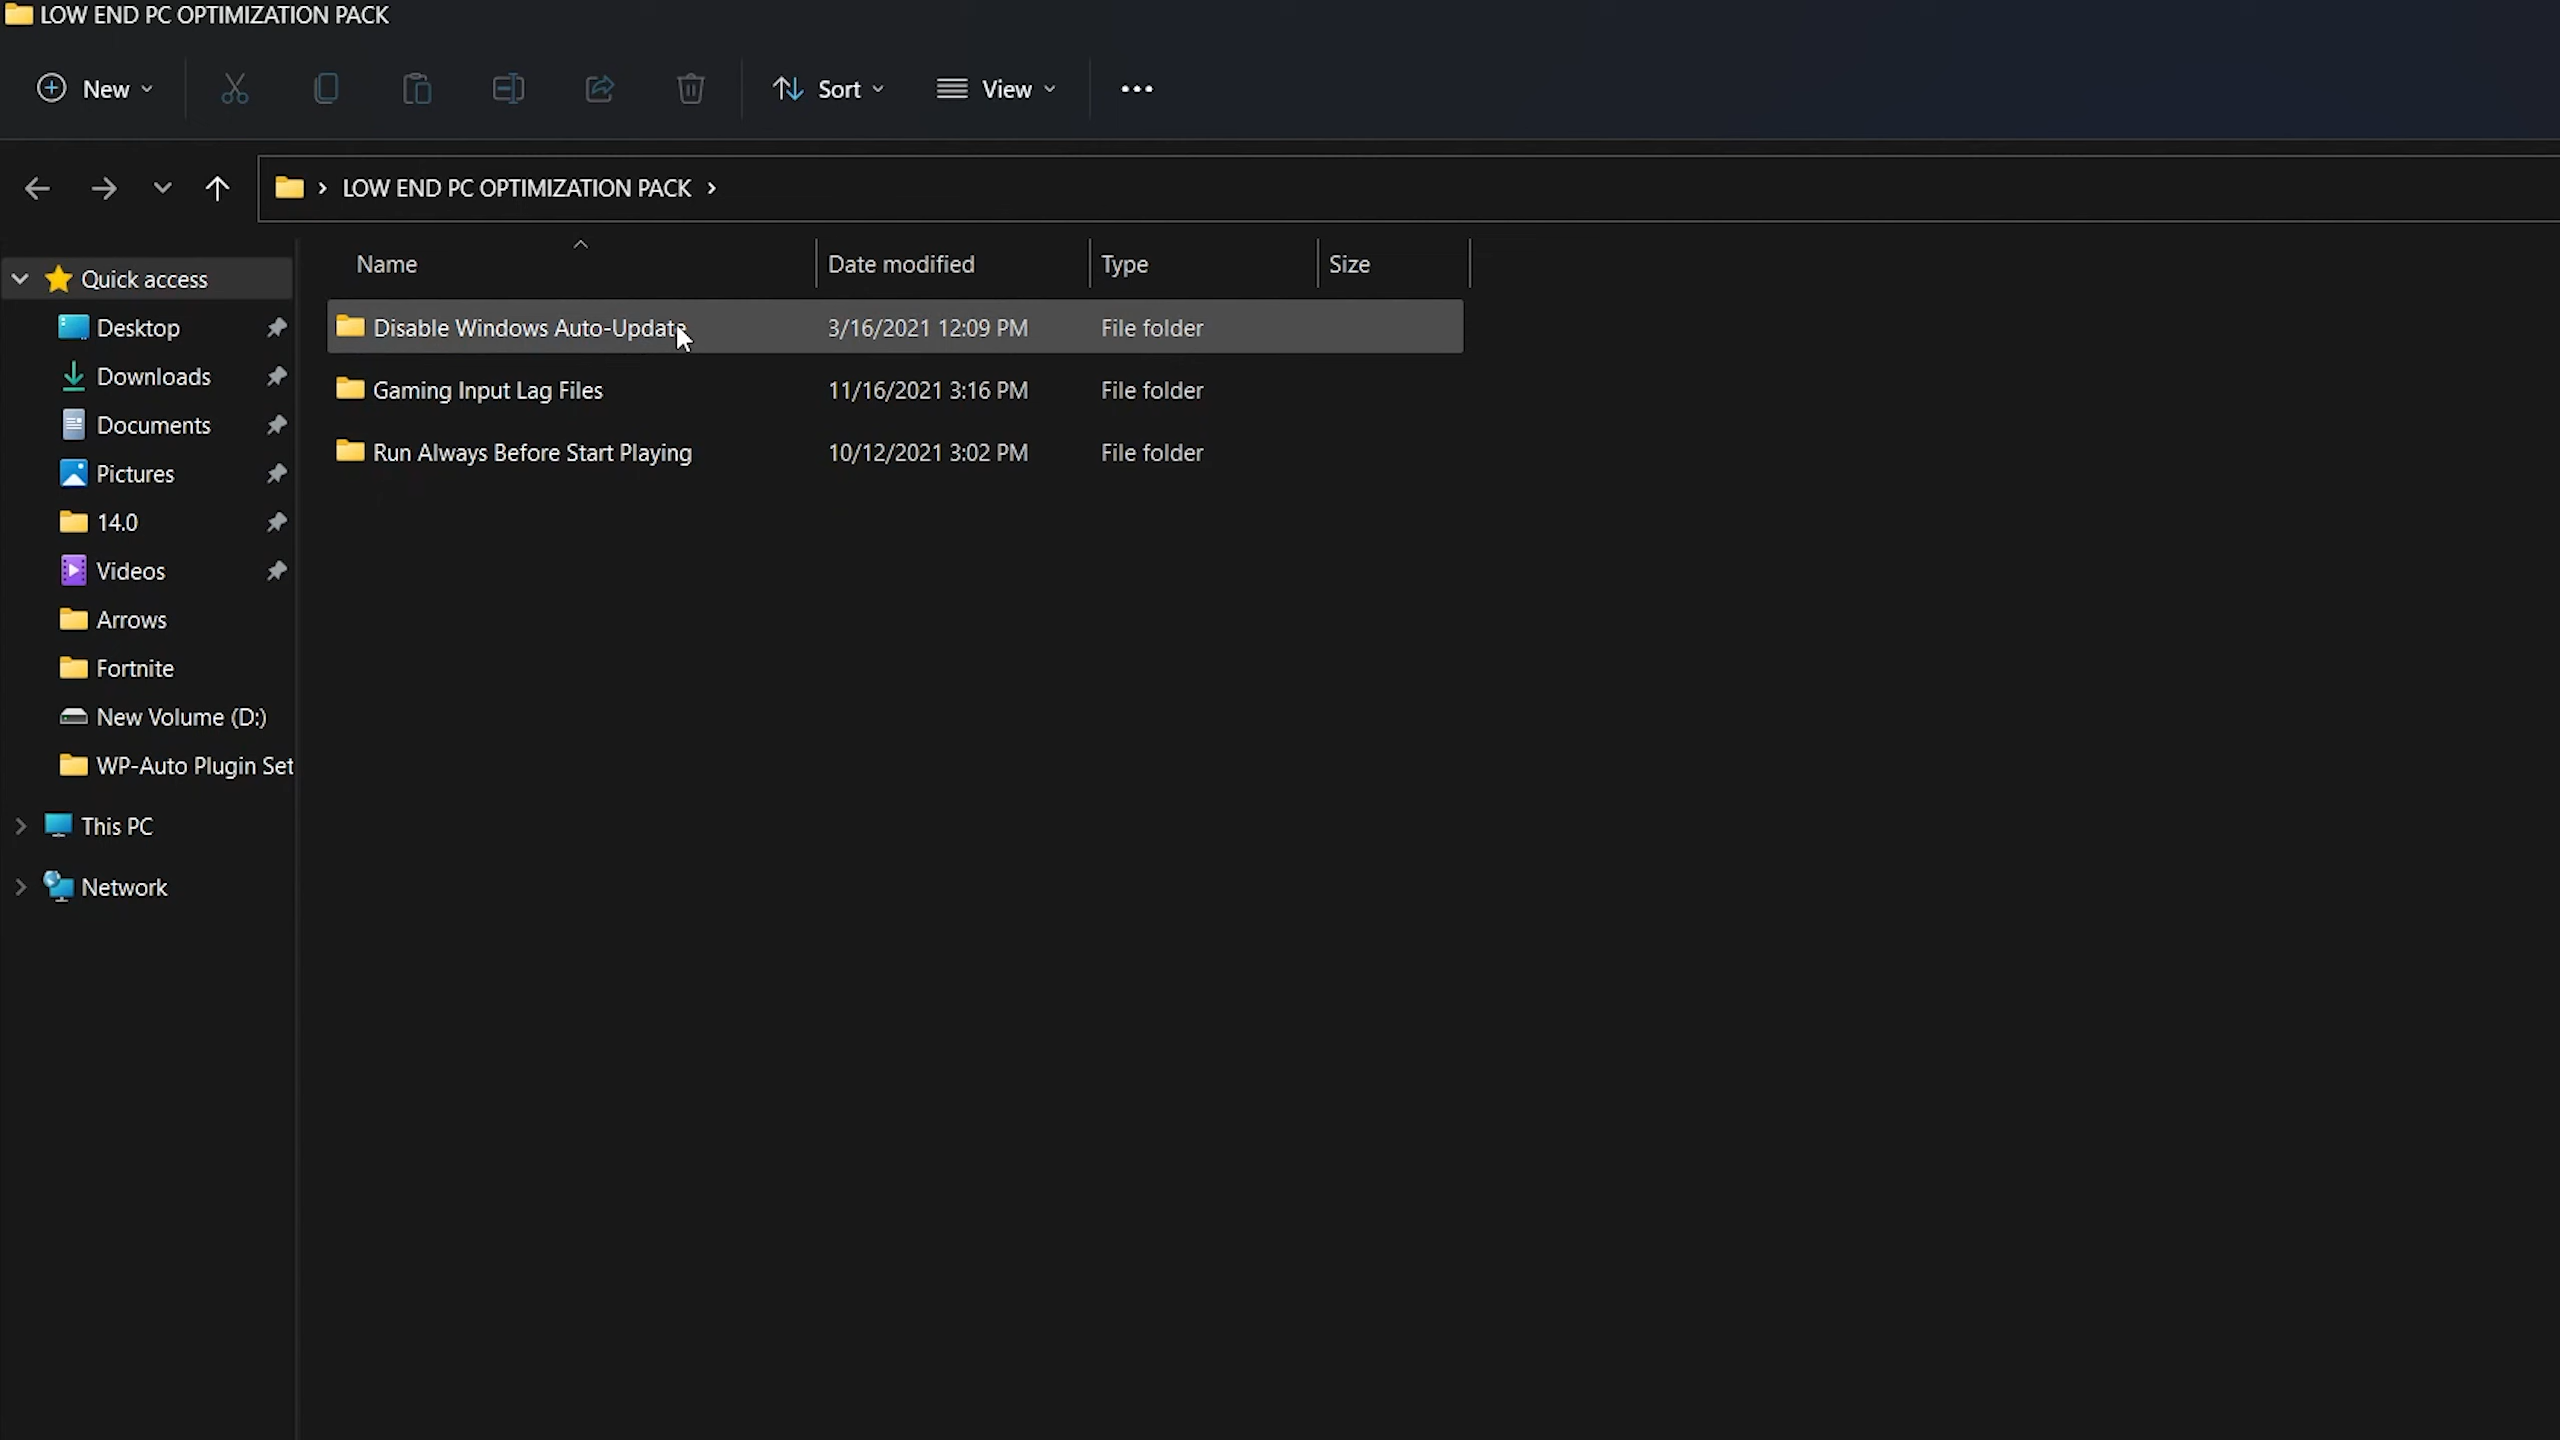 LOW END PC OPTIMIZATION PACK
New
Sort
View
LOW END PC OPTIMIZATION PACK
Name Date modified Type Size
Quick access
Disable Windows Auto-Update 3/16/2021 12:09 PM File folder
Desktop
Downloads
Gaming Input Lag Files 11/16/2021 3:16 PM File folder
Documents
Run Always Before Start Playing 10/12/2021 3:02 PM File folder
Pictures
14.0
Videos
Arrows
Fortnite
New Volume (D:)
WP-Auto Plugin Set
This PC
Network